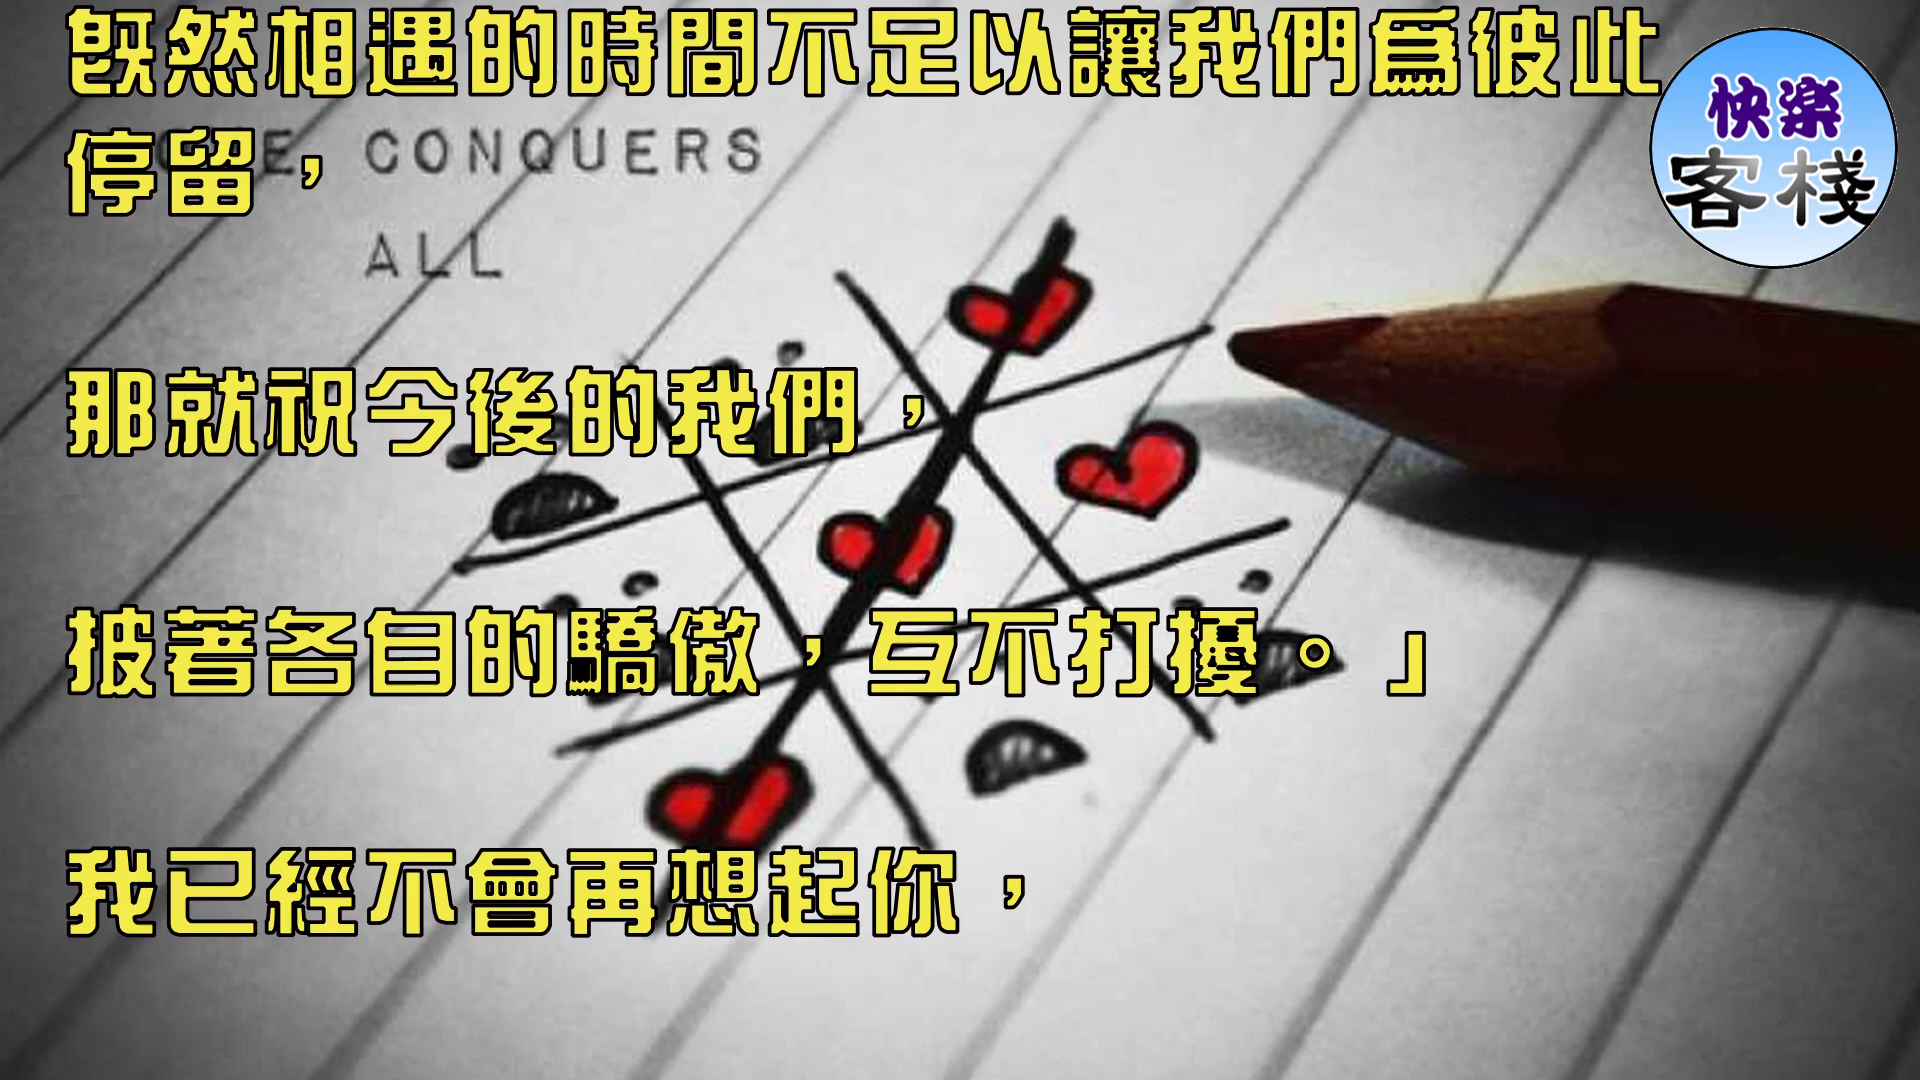 既然相遇的時間不足以讓我們爲彼此
停留，
CONQUERS
ALL
那就祝今後的我們，
披著各自的驕傲，互不打擾。」
我已經不會再想起你，
快樂
客棧